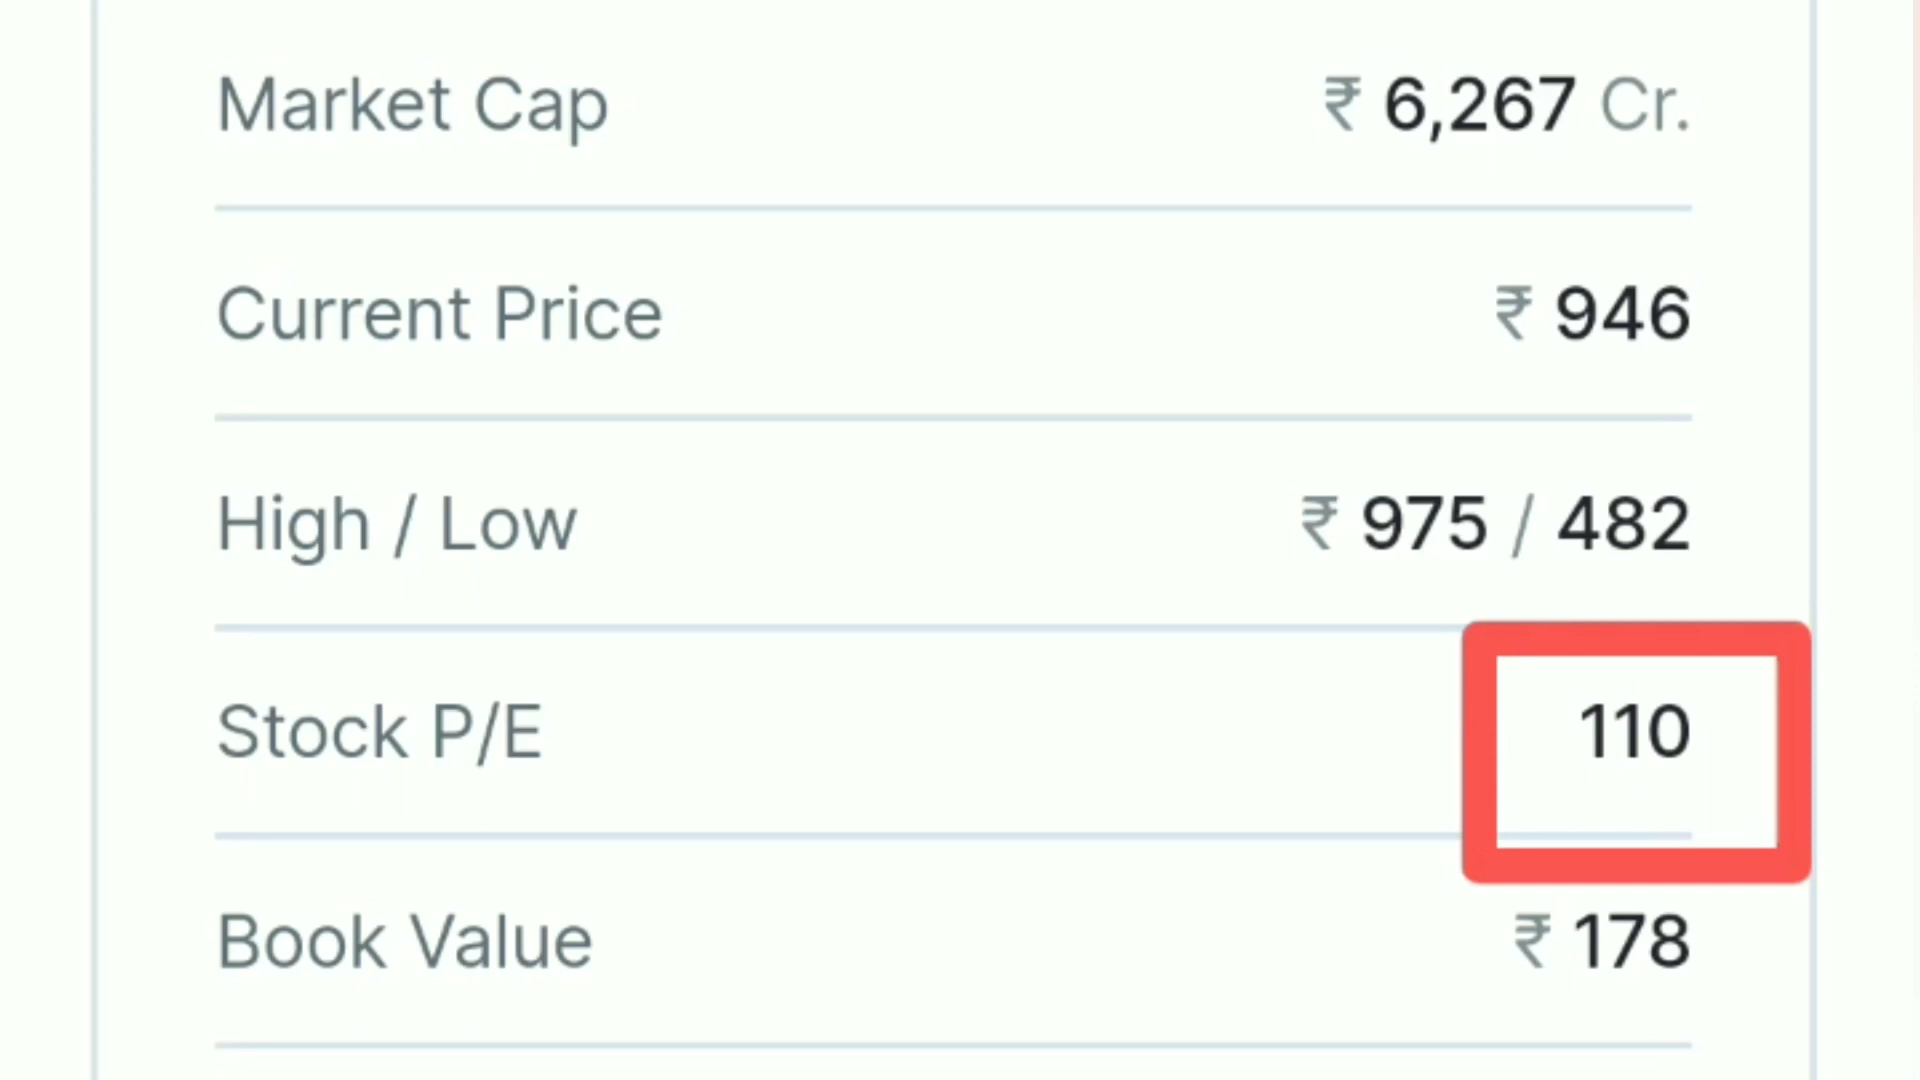 Market Cap ₹ 6,267 Cr.
Current Price ₹ 946
High / Low ₹ 975 / 482
Stock P/E 110
Book Value ₹ 178